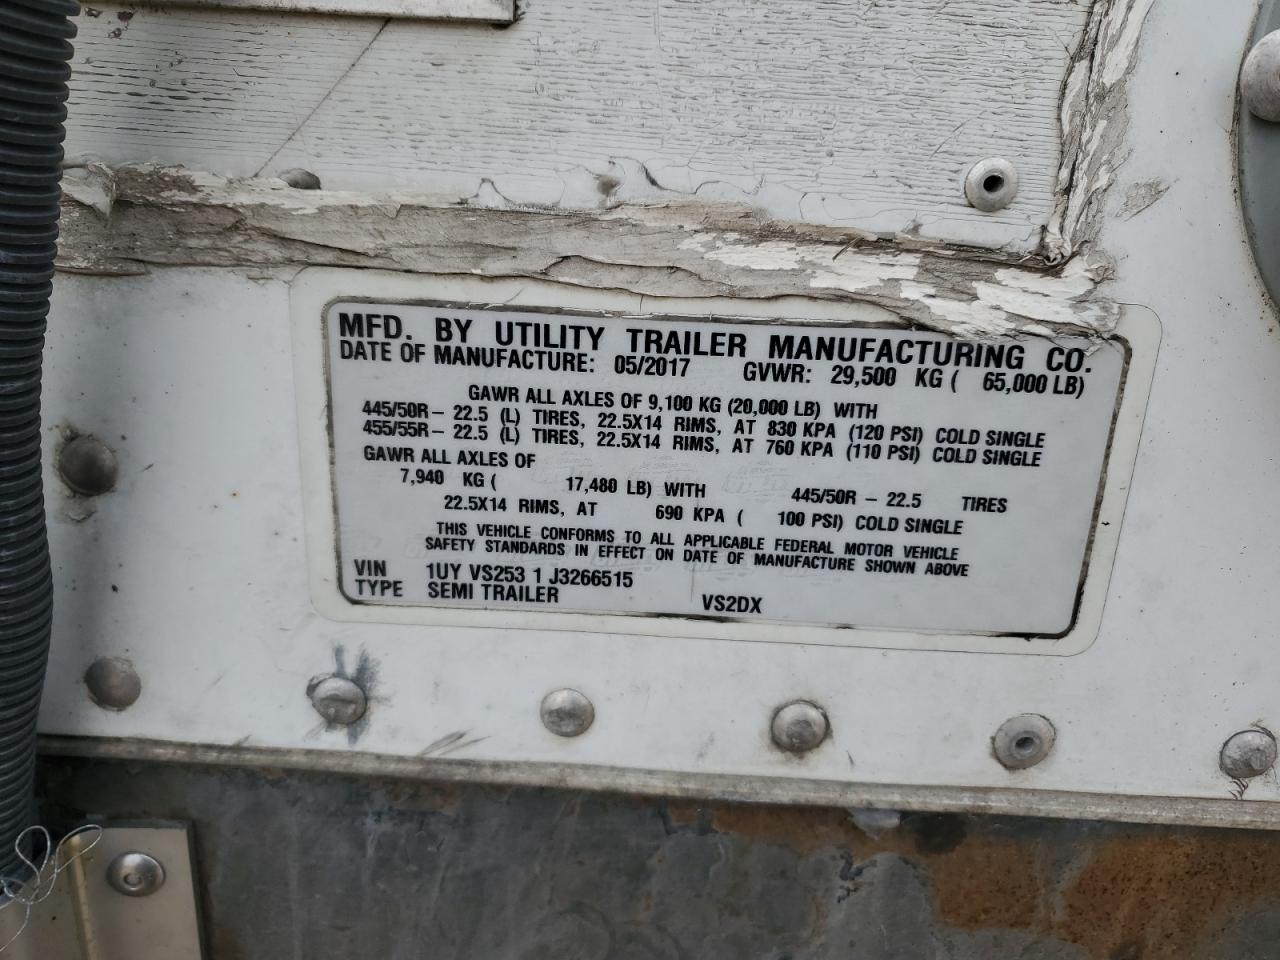 MFD. BY UTILITY TRAILER MANUFACTURING CO.
DATE OF MANUFACTURE: 05/2017 GVWR: 29,500 KG ( 65,000 LB)
GAWR ALL AXLES OF 9,100 KG (20,000 LB) WITH
445/50R - 22.5 (L) TIRES, 22.5X14 RIMS, AT 830 KPA (120 PSI) COLD SINGLE
455/55R - 22.5 (L) TIRES, 22.5X14 RIMS, AT 760 KPA (110 PSI) COLD SINGLE
GAWR ALL AXLES OF
7,940 KG ( 17,480 LB) WITH 445/50R - 22.5 TIRES
22.5X14 RIMS, AT 690 KPA ( 100 PSI) COLD SINGLE
THIS VEHICLE CONFORMS TO ALL APPLICABLE FEDERAL MOTOR VEHICLE
SAFETY STANDARDS IN EFFECT ON DATE OF MANUFACTURE SHOWN ABOVE
VIN 1UY VS253 1 J3266515
TYPE SEMI TRAILER VS2DX